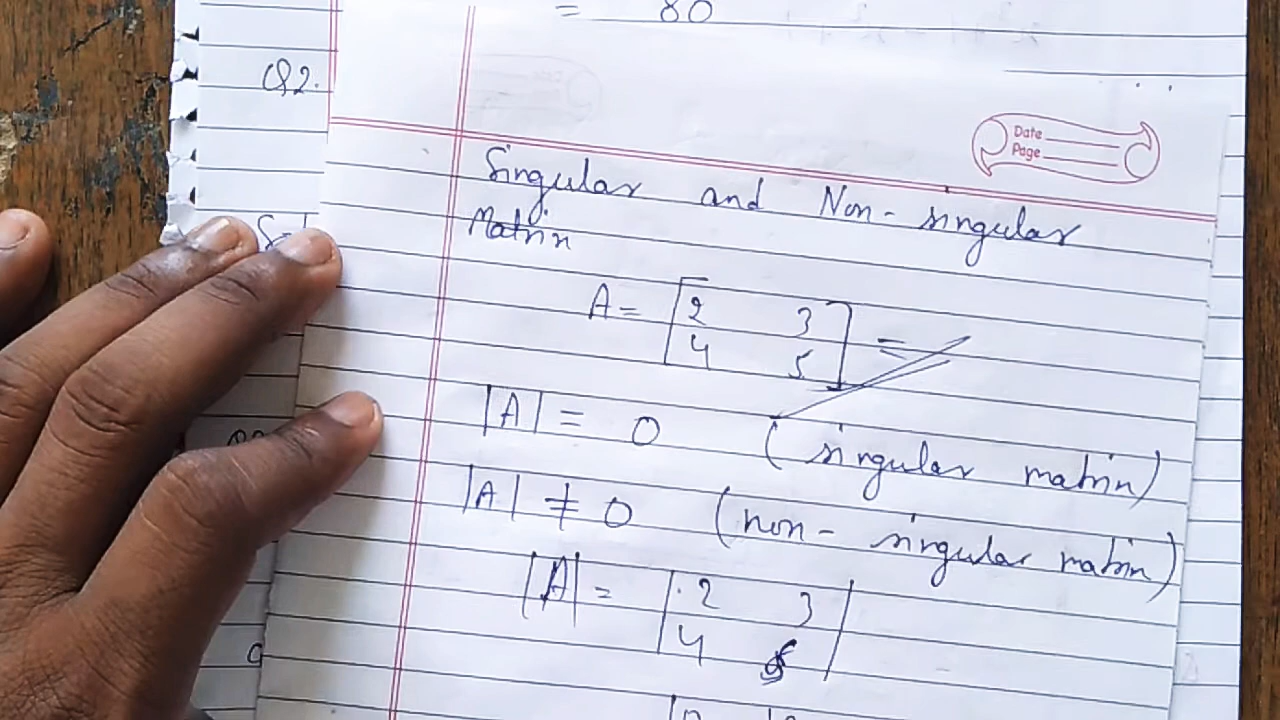 = 80
Q2.
Date
Page
Singular and Non-singular
Matrix
A = [2 3
4 5] =
|A| = 0 (singular matrix)
|A| ≠ 0 (non-singular matrix)
|A| = |2 3
4 5|